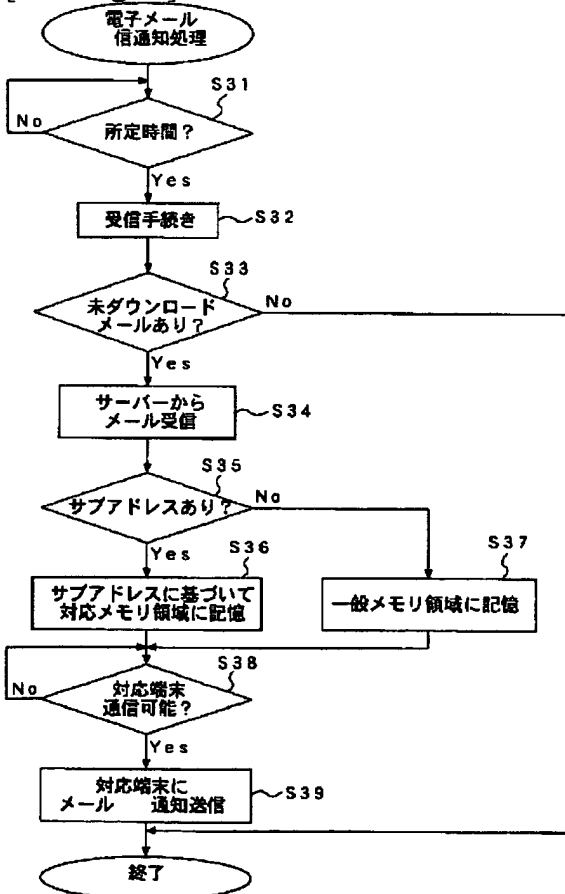 電子メール
信通知処理
S31
所定時間?
No
Yes
受信手続き
S32
S33
未ダウンロード
メールあり?
No
Yes
サーバーから
メール受信
S34
S35
サブアドレスあり?
No
Yes
S36
サブアドレスに基づいて
対応メモリ領域に記憶
S37
一般メモリ領域に記憶
S38
対応端末
通信可能?
No
Yes
対応端末に
メール 通知送信
S39
終了